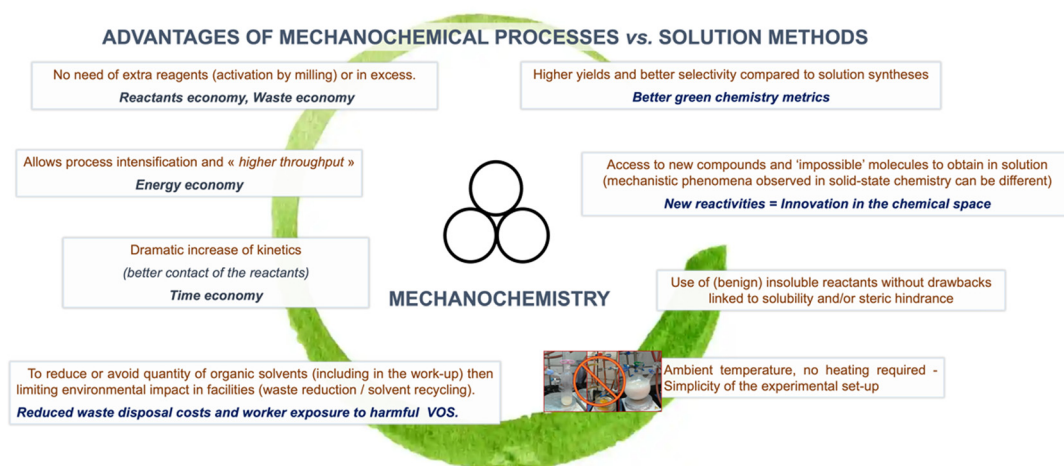 ADVANTAGES OF MECHANOCHEMICAL PROCESSES vs. SOLUTION METHODS
No need of extra reagents (activation by milling) or in excess.
Reactants economy, Waste economy
Higher yields and better selectivity compared to solution syntheses
Better green chemistry metrics
Allows process intensification and « higher throughput »
Energy economy
Access to new compounds and ‘impossible’ molecules to obtain in solution
(mechanistic phenomena observed in solid-state chemistry can be different)
New reactivities = Innovation in the chemical space
Dramatic increase of kinetics
(better contact of the reactants)
Time economy
MECHANOCHEMISTRY
Use of (benign) insoluble reactants without drawbacks
linked to solubility and/or steric hindrance
To reduce or avoid quantity of organic solvents (including in the work-up) then
limiting environmental impact in facilities (waste reduction / solvent recycling).
Reduced waste disposal costs and worker exposure to harmful VOS.
Ambient temperature, no heating required -
Simplicity of the experimental set-up